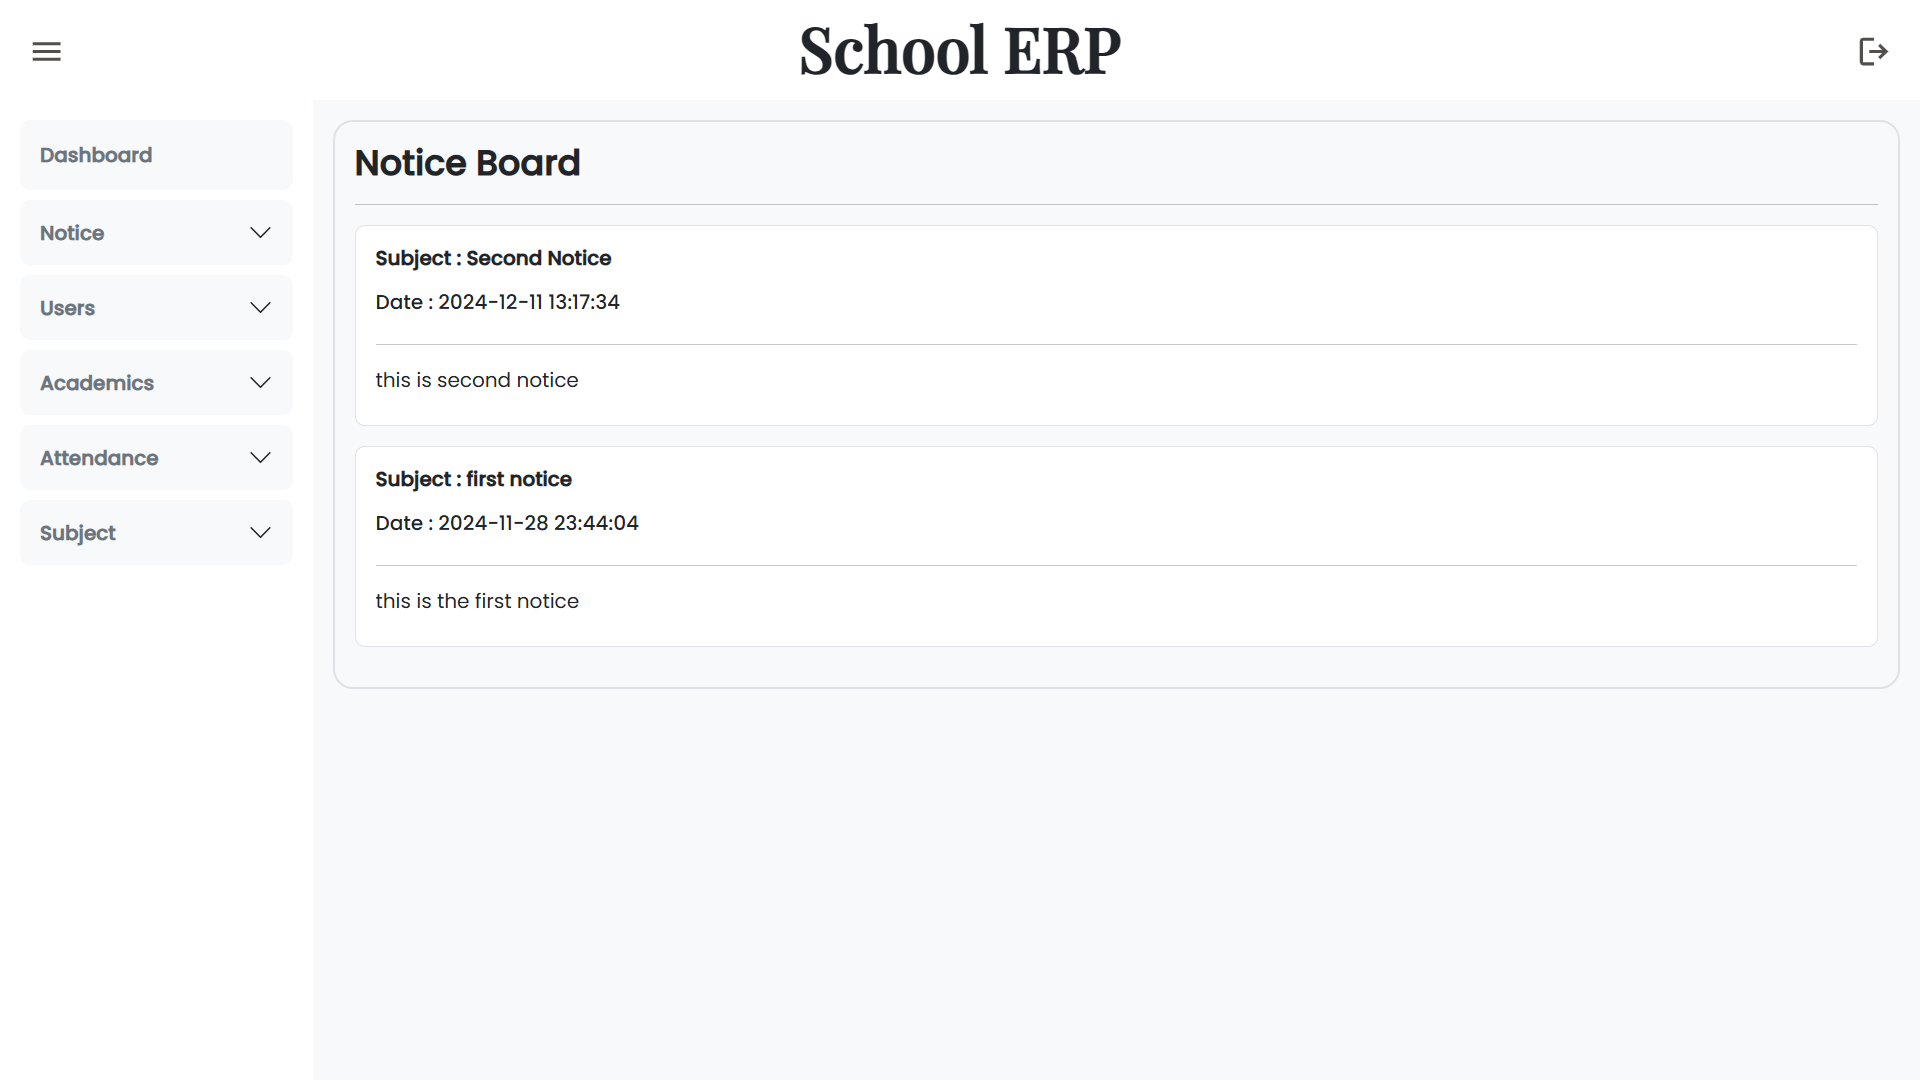 School ERP
Dashboard
Notice
Users
Academics
Attendance
Subject
Notice Board
Subject : Second Notice
Date : 2024-12-11 13:17:34
this is second notice
Subject : first notice
Date : 2024-11-28 23:44:04
this is the first notice